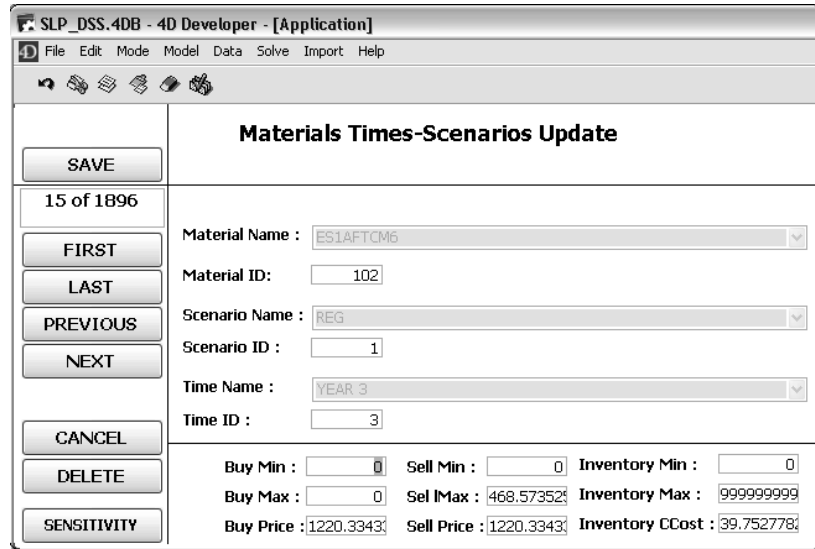 SLP_DSS.4DB - 4D Developer - [Application]
4D File Edit Mode Model Data Solve Import Help
Materials Times-Scenarios Update
SAVE
15 of 1896
FIRST
LAST
PREVIOUS
NEXT
CANCEL
DELETE
SENSITIVITY
Material Name : ES1AFTCM6
Material ID: 102
Scenario Name : REG
Scenario ID : 1
Time Name : YEAR 3
Time ID : 3
Buy Min : 0 Sell Min : 0 Inventory Min : 0
Buy Max : 0 Sel lMax : 468.573525 Inventory Max : 999999999
Buy Price : 1220.33433 Sell Price : 1220.33433 Inventory CCost : 39.7527782